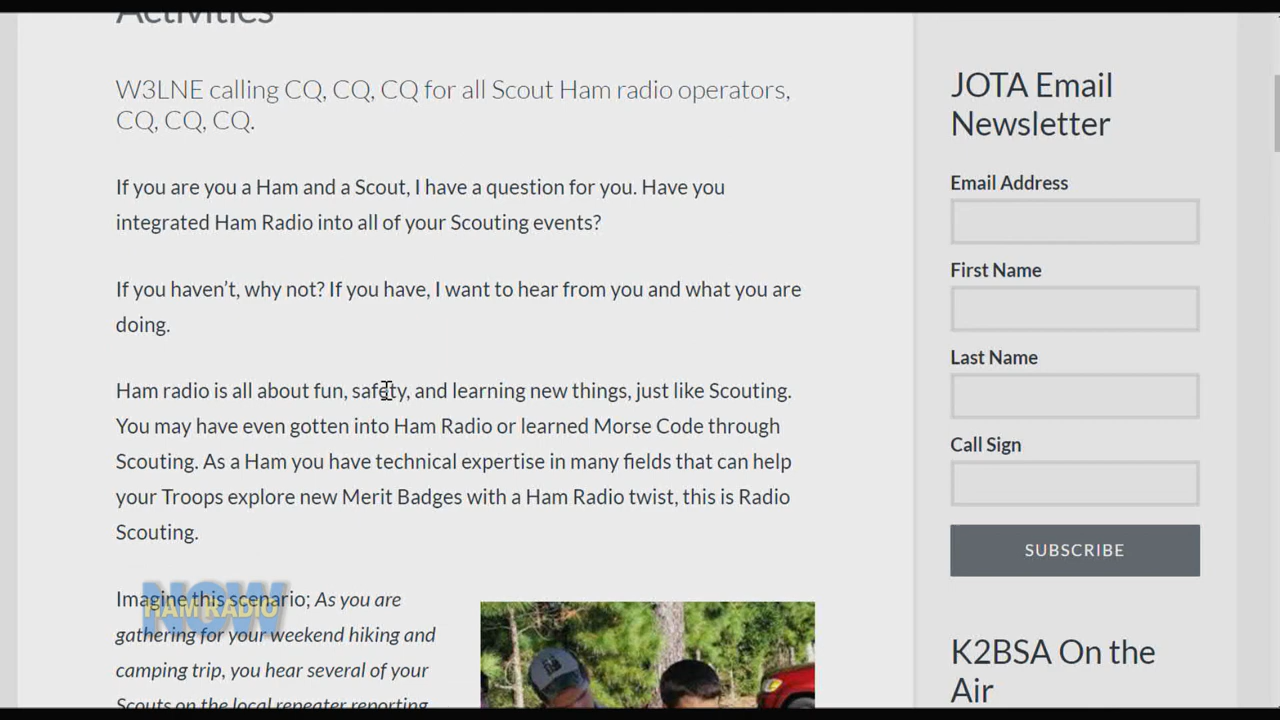 Activities
W3LNE calling CQ, CQ, CQ for all Scout Ham radio operators,
CQ, CQ, CQ.
If you are you a Ham and a Scout, I have a question for you. Have you
integrated Ham Radio into all of your Scouting events?
If you haven’t, why not? If you have, I want to hear from you and what you are
doing.
Ham radio is all about fun, safety, and learning new things, just like Scouting.
You may have even gotten into Ham Radio or learned Morse Code through
Scouting. As a Ham you have technical expertise in many fields that can help
your Troops explore new Merit Badges with a Ham Radio twist, this is Radio
Scouting.
Imagine this scenario; As you are
gathering for your weekend hiking and
camping trip, you hear several of your
Scouts on the local repeater reporting
NOW
HAM RADIO
JOTA Email
Newsletter
Email Address
First Name
Last Name
Call Sign
SUBSCRIBE
K2BSA On the
Air